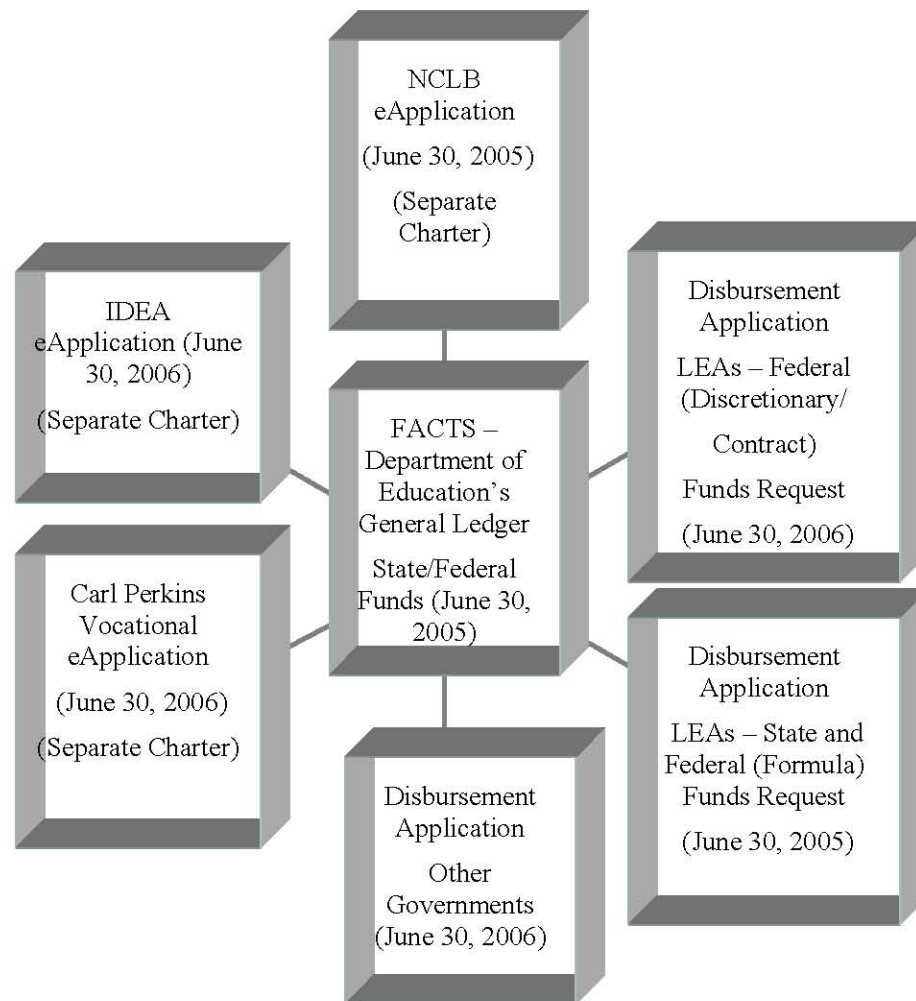 NCLB
eApplication
(June 30, 2005)
(Separate
Charter)
IDEA
eApplication (June
30, 2006)
(Separate Charter)
Disbursement
Application
LEAs – Federal
(Discretionary/
Contract)
Funds Request
(June 30, 2006)
FACTS –
Department of
Education’s
General Ledger
State/Federal
Funds (June 30,
2005)
Carl Perkins
Vocational
eApplication
(June 30, 2006)
(Separate Charter)
Disbursement
Application
LEAs – State and
Federal (Formula)
Funds Request
(June 30, 2005)
Disbursement
Application
Other
Governments
(June 30, 2006)